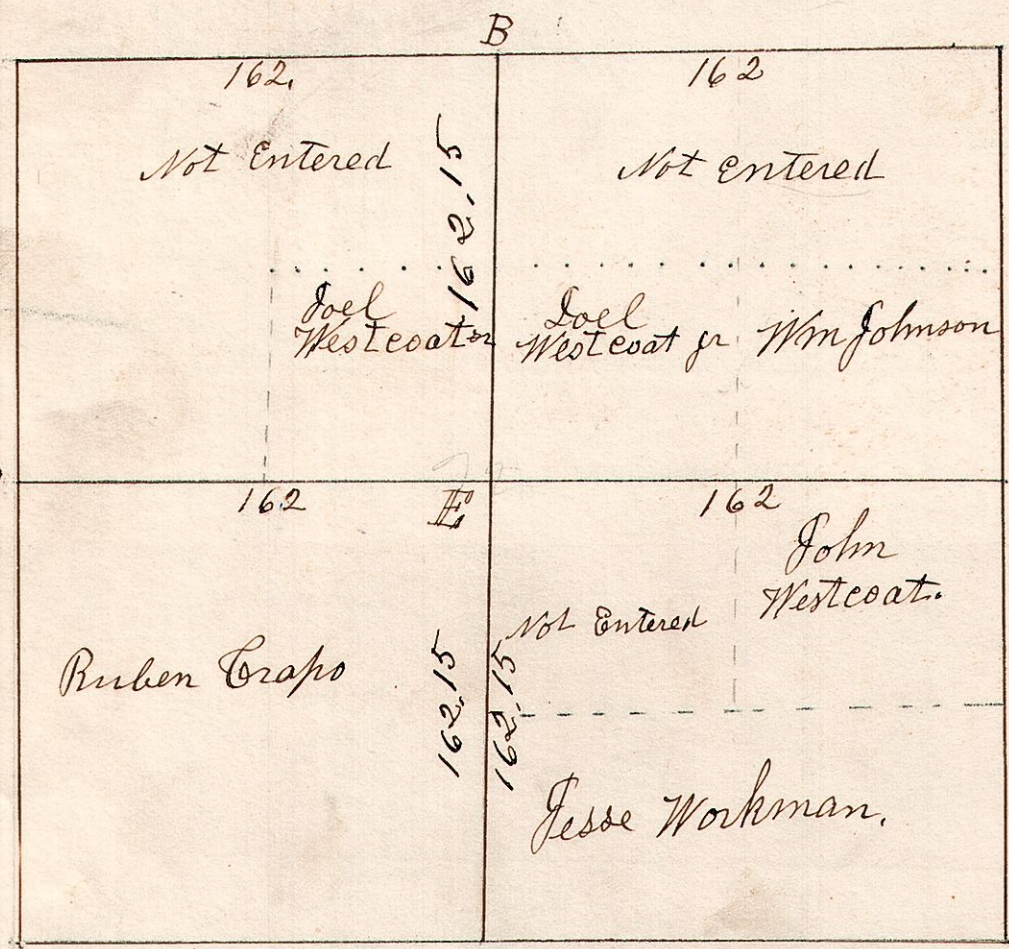 B
162.
162
Not Entered
162,15
Not Entered
Joel
Westcoat jr
Joel
Westcoat jr
Wm Johnson
162
E
162
John
Westcoat.
Not Entered
Ruben Crapo
162,15
162,15
Jesse Workman.